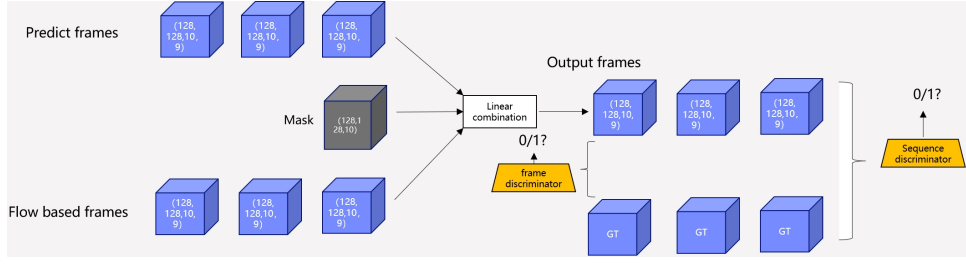 Predict frames
(128,
128,10,
9)
(128,
128,10,
9)
(128,
128,10,
9)
Mask
(128,1
28,10)
Flow based frames
(128,
128,10,
9)
(128,
128,10,
9)
(128,
128,10,
9)
Linear
combination
Output frames
(128,
128,10,
9)
(128,
128,10,
9)
(128,
128,10,
9)
0/1?
frame
discriminator
GT
GT
GT
0/1?
Sequence
discriminator